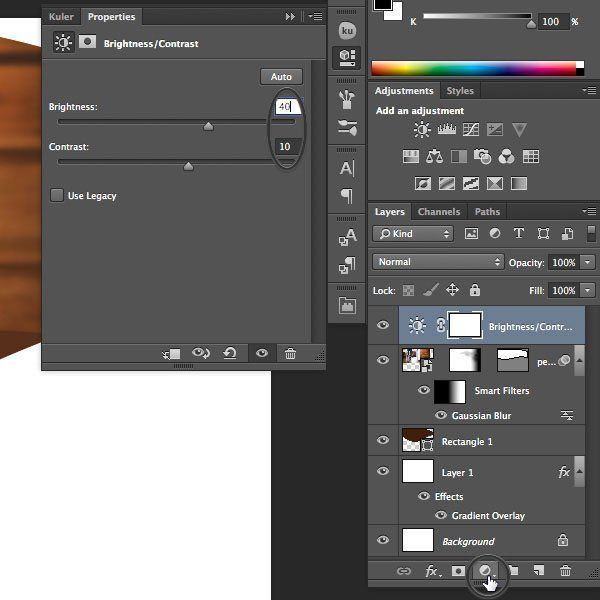 Kuler Properties
Brightness/Contrast
Auto
Brightness: 40
Contrast: 10
Use Legacy
ku
A
K 100 %
Adjustments Styles
Add an adjustment
Layers Channels Paths
Kind T
Normal Opacity: 100%
Lock: Fill: 100%
Brightness/Contr...
pe...
Smart Filters
Gaussian Blur
Rectangle 1
Layer 1 fx
Effects
Gradient Overlay
Background
fx